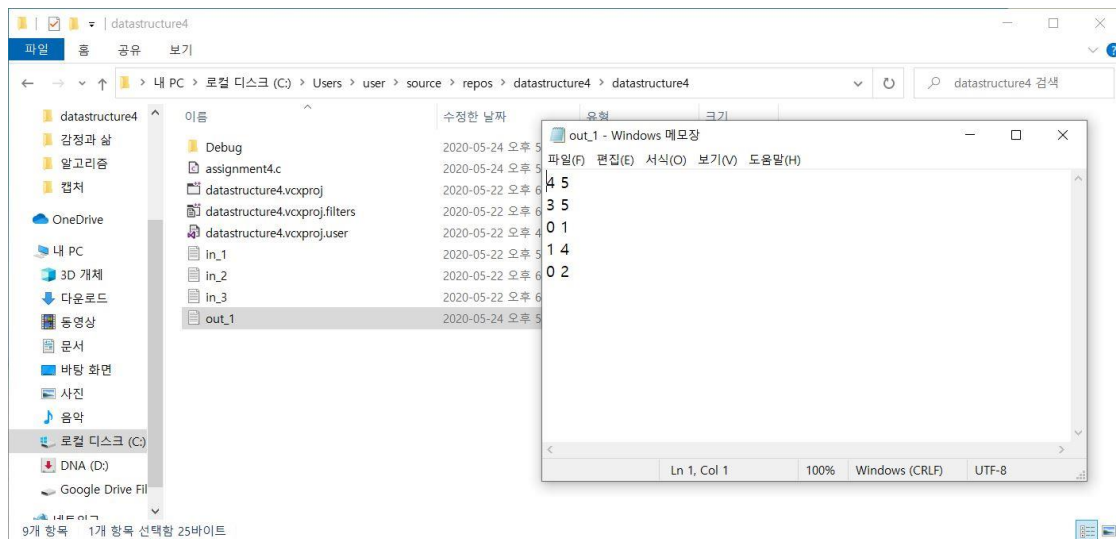 datastructure4
파일 홈 공유 보기
내 PC > 로컬 디스크 (C:) > Users > user > source > repos > datastructure4 > datastructure4
datastructure4 검색
datastructure4
감정과 삶
알고리즘
캡처
OneDrive
내 PC
3D 개체
다운로드
동영상
문서
바탕 화면
사진
음악
로컬 디스크 (C:)
DNA (D:)
Google Drive Fil
이름 수정한 날짜 유형 크기
Debug 2020-05-24 오후 5
assignment4.c 2020-05-24 오후 5
datastructure4.vcxproj 2020-05-22 오후 6
datastructure4.vcxproj.filters 2020-05-22 오후 6
datastructure4.vcxproj.user 2020-05-22 오후 4
in_1 2020-05-22 오후 5
in_2 2020-05-22 오후 6
in_3 2020-05-22 오후 6
out_1 2020-05-24 오후 5
out_1 - Windows 메모장
파일(F) 편집(E) 서식(O) 보기(V) 도움말(H)
4 5
3 5
0 1
1 4
0 2
Ln 1, Col 1 100% Windows (CRLF) UTF-8
9개 항목 1개 항목 선택함 25바이트